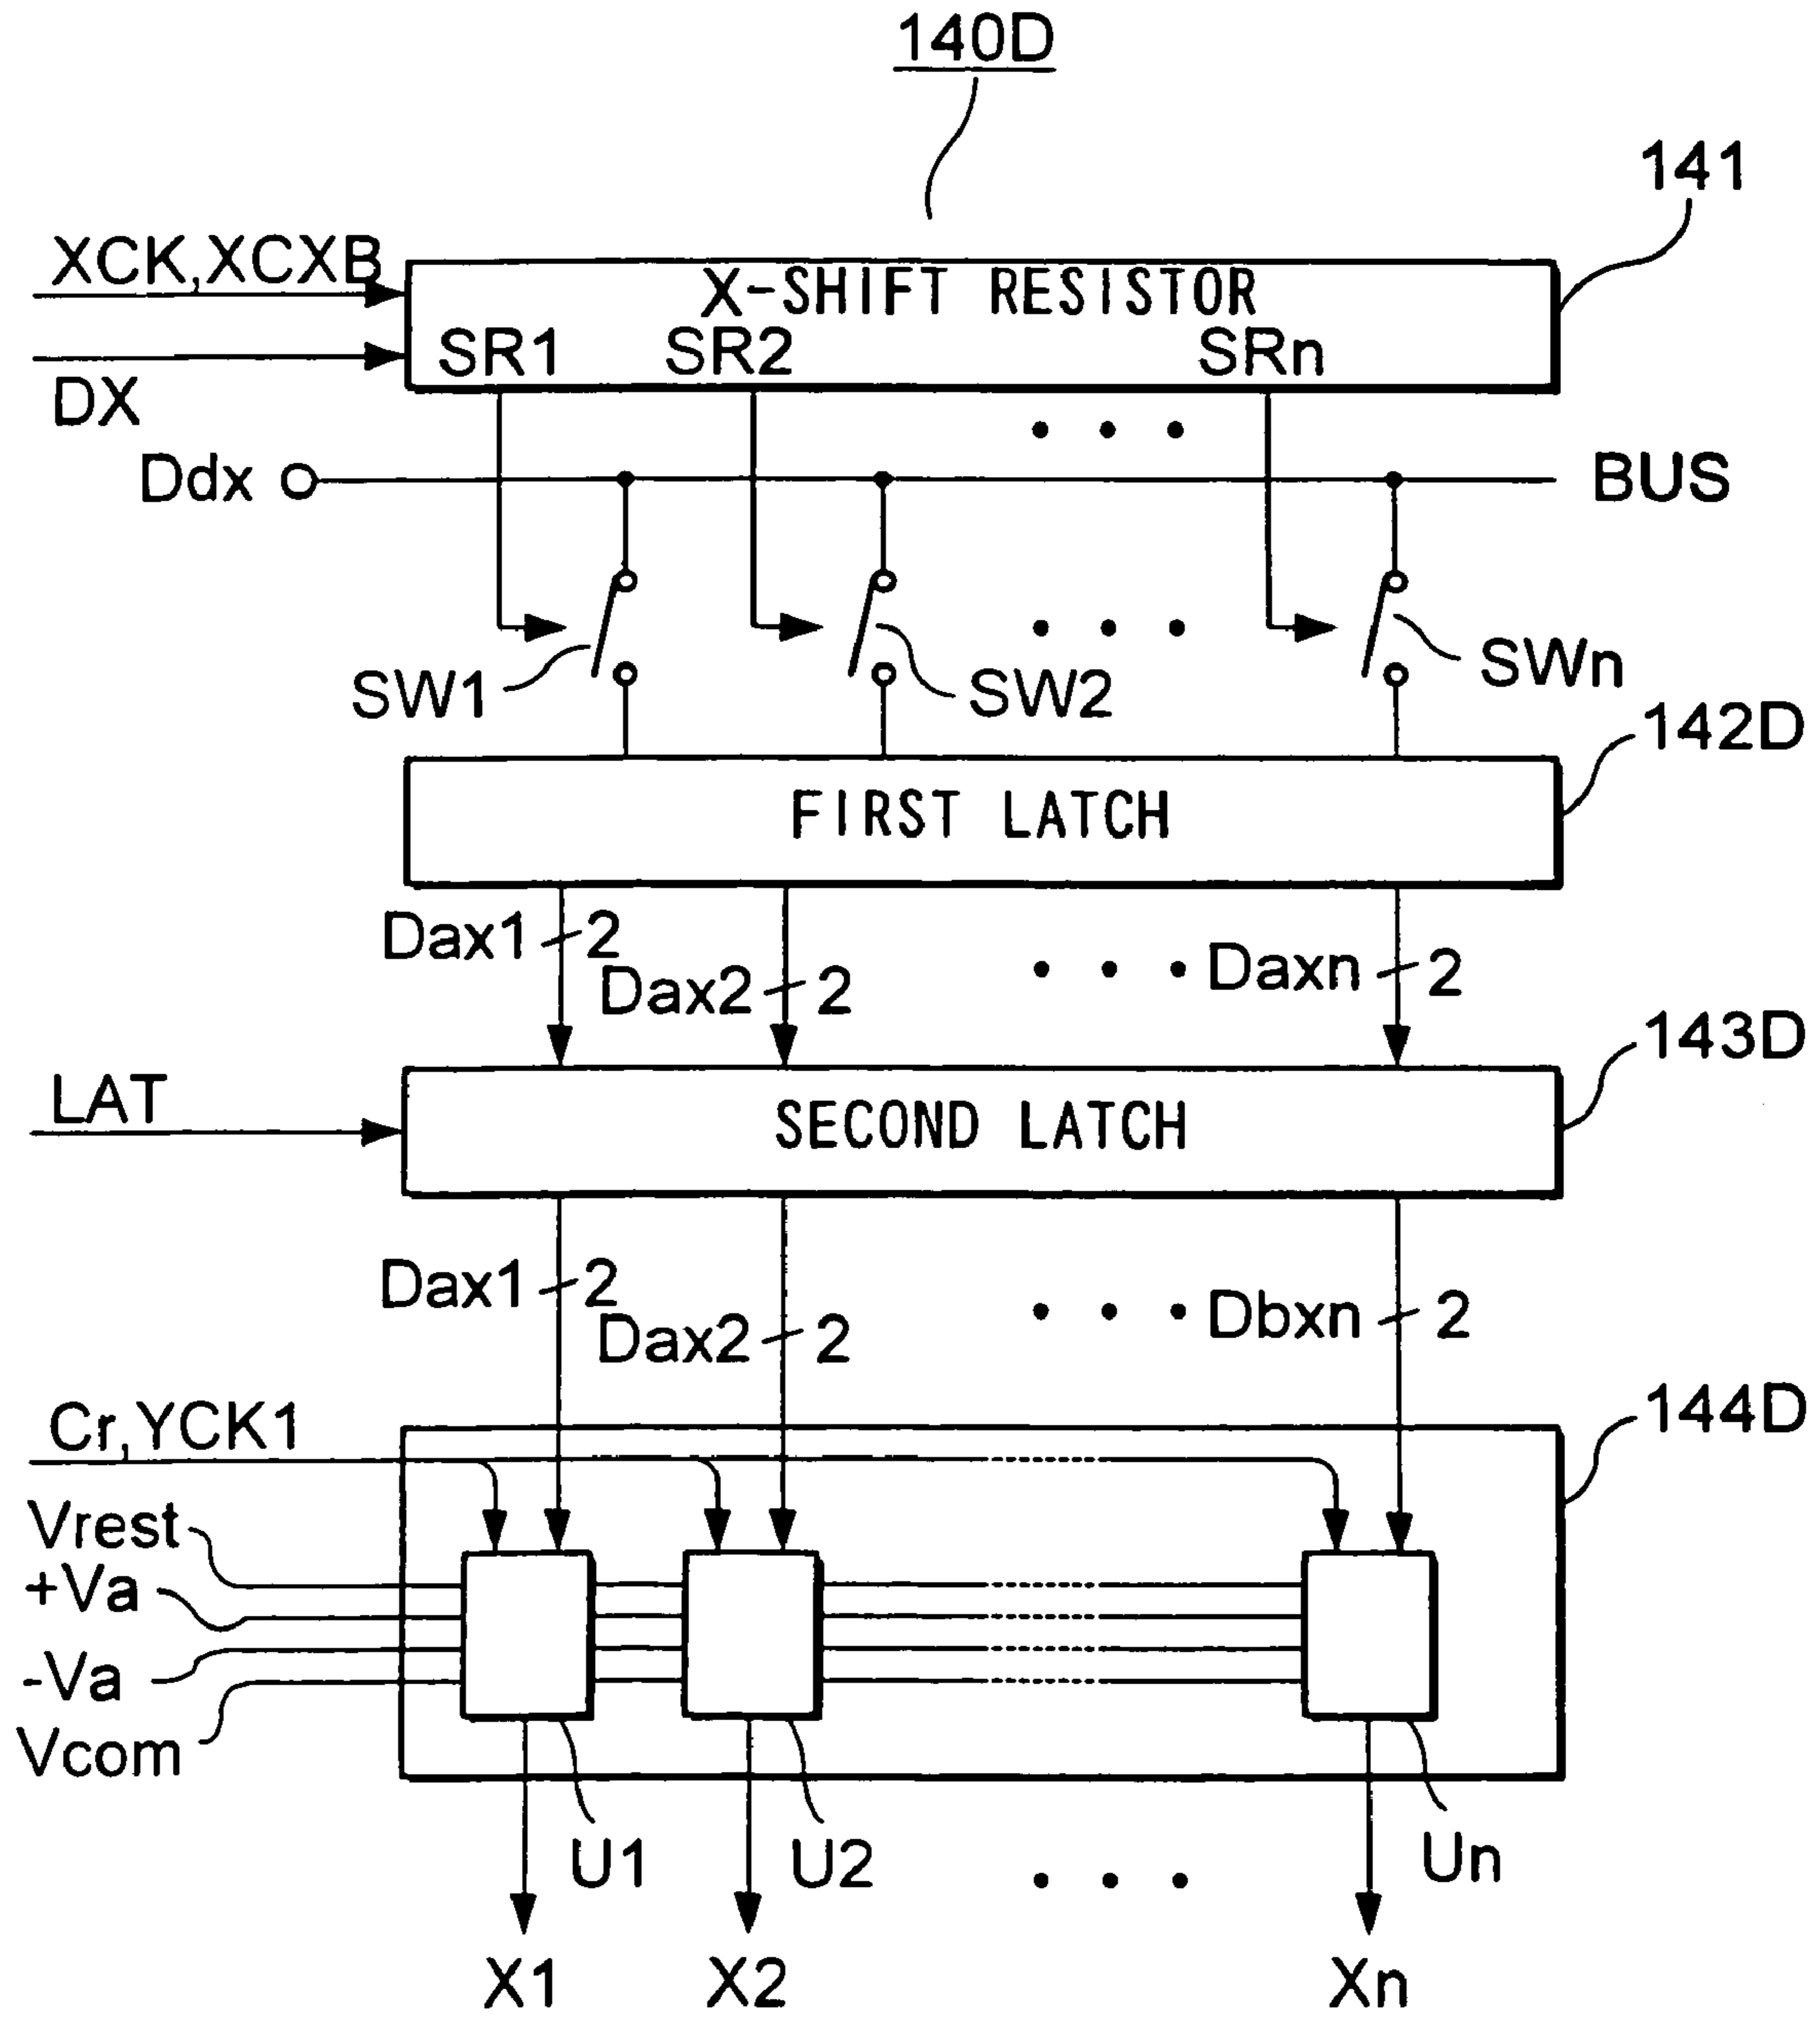 140D
141
XCK,XCXB
X-SHIFT RESISTOR
SR1 SR2 SRn
DX
Ddx BUS
SW1 SW2 SWn
142D
FIRST LATCH
Dax1 2
Dax2 2
Daxn 2
143D
LAT
SECOND LATCH
Dax1 2
Dax2 2
Dbxn 2
144D
Cr,YCK1
Vrest
+Va
-Va
Vcom
U1 U2 Un
X1 X2 Xn